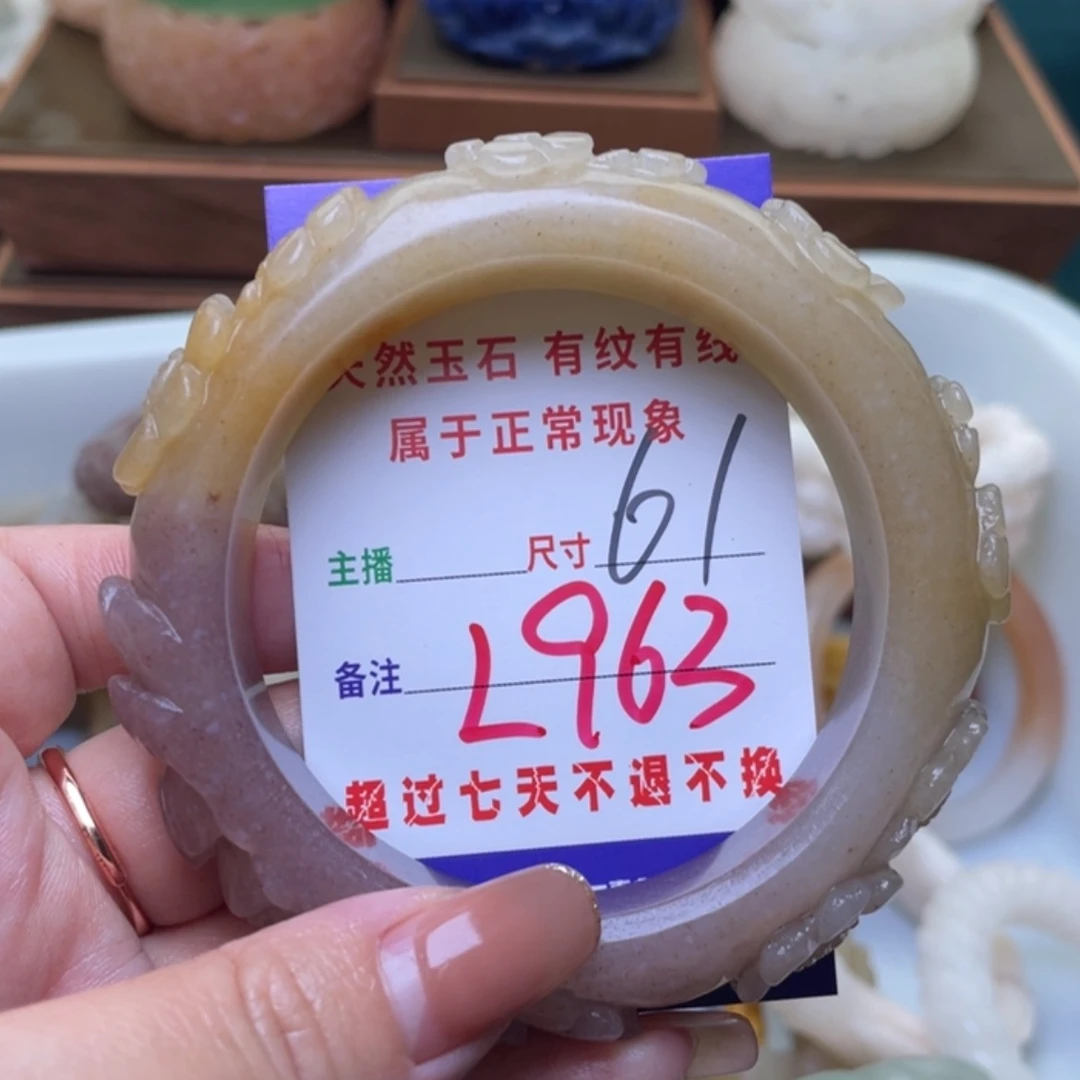 天然玉石 有纹有线
属于正常现象
主播 尺寸 61
备注 L963
超过七天不退不换